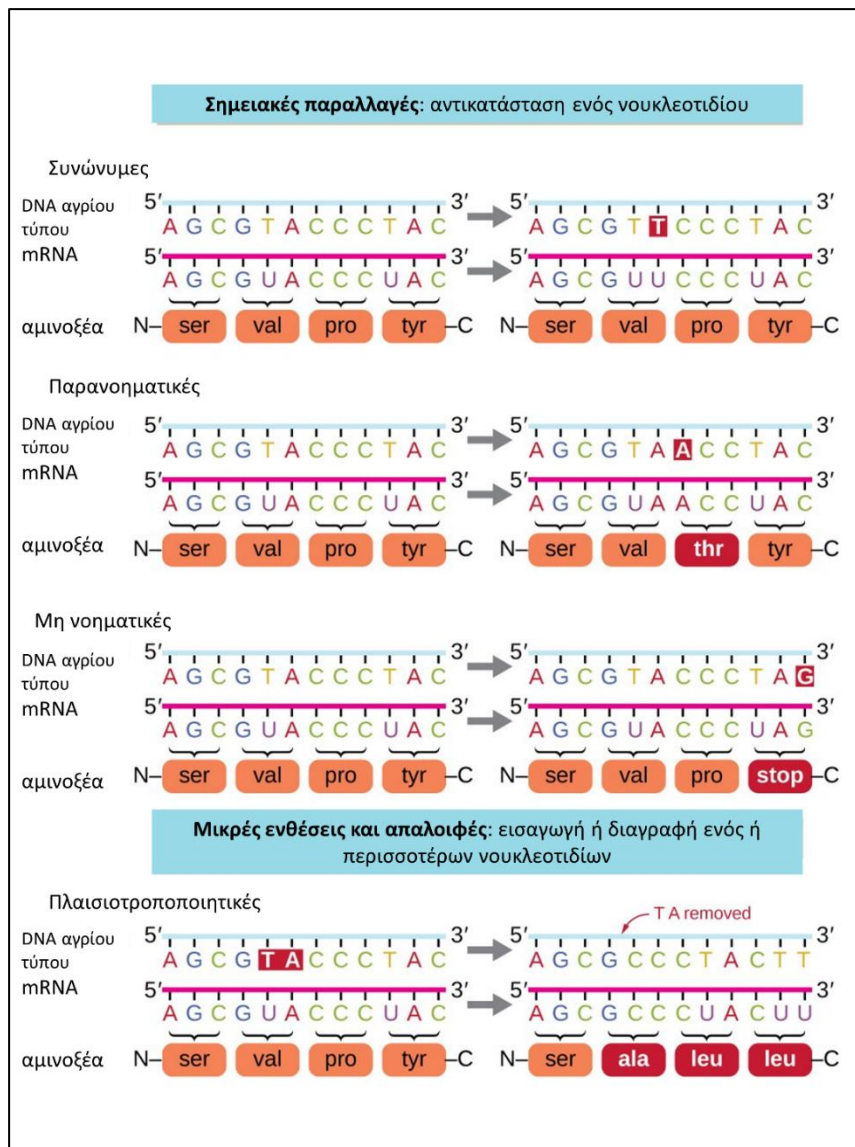 Σημειακές παραλλαγές: αντικατάσταση ενός νουκλεοτιδίου
Συνώνυμες
DNA αγρίου
τύπου
5′ A G C G T A C C C T A C 3′
5′ A G C G T T C C C T A C 3′
mRNA
5′ A G C G U A C C C U A C 3′
5′ A G C G U U C C C U A C 3′
αμινοξέα
N– ser val pro tyr –C
N– ser val pro tyr –C
Παρανοηματικές
DNA αγρίου
τύπου
5′ A G C G T A C C C T A C 3′
5′ A G C G T A A C C T A C 3′
mRNA
5′ A G C G U A C C C U A C 3′
5′ A G C G U A A C C U A C 3′
αμινοξέα
N– ser val pro tyr –C
N– ser val thr tyr –C
Μη νοηματικές
DNA αγρίου
τύπου
5′ A G C G T A C C C T A C 3′
5′ A G C G T A C C C T A G 3′
mRNA
5′ A G C G U A C C C U A C 3′
5′ A G C G U A C C C U A G 3′
αμινοξέα
N– ser val pro tyr –C
N– ser val pro stop –C
Μικρές ενθέσεις και απαλοιφές: εισαγωγή ή διαγραφή ενός ή
περισσοτέρων νουκλεοτιδίων
Πλαισιοτροποποιητικές
T A removed
DNA αγρίου
τύπου
5′ A G C G T A C C C T A C 3′
5′ A G C G C C C T A C T T 3′
mRNA
5′ A G C G U A C C C U A C 3′
5′ A G C G C C C U A C U U 3′
αμινοξέα
N– ser val pro tyr –C
N– ser ala leu leu –C